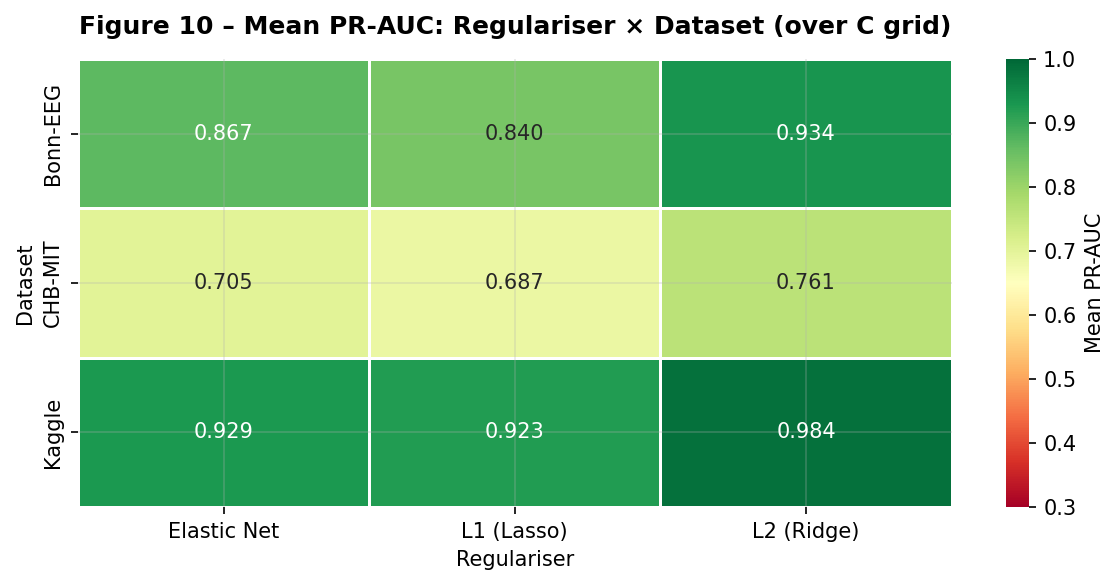 Figure 10 – Mean PR-AUC: Regulariser × Dataset (over C grid)
Dataset
Bonn-EEG
0.867
0.840
0.934
CHB-MIT
0.705
0.687
0.761
Kaggle
0.929
0.923
0.984
Elastic Net
L1 (Lasso)
L2 (Ridge)
Regulariser
1.0
0.9
0.8
0.7
0.6
0.5
0.4
0.3
Mean PR-AUC